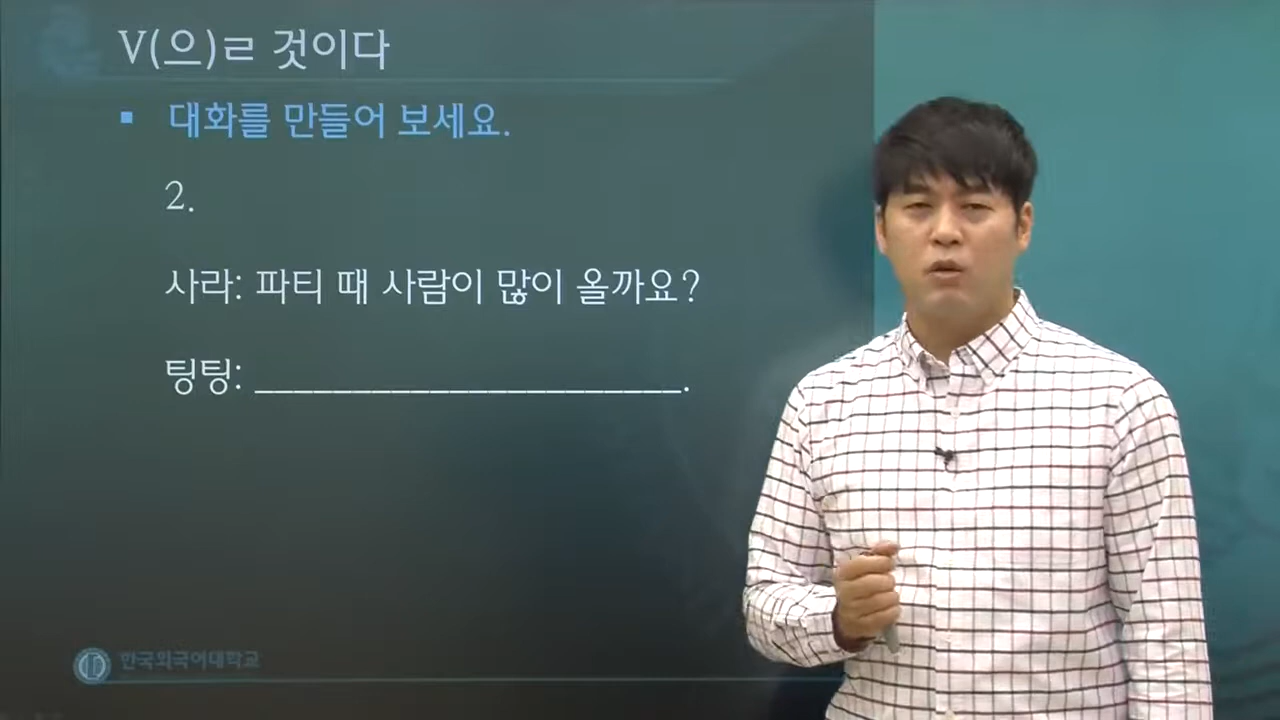 V(으)ㄹ 것이다
▪ 대화를 만들어 보세요.
2.
사라: 파티 때 사람이 많이 올까요?
팅팅: ______________________.
한국외국어대학교